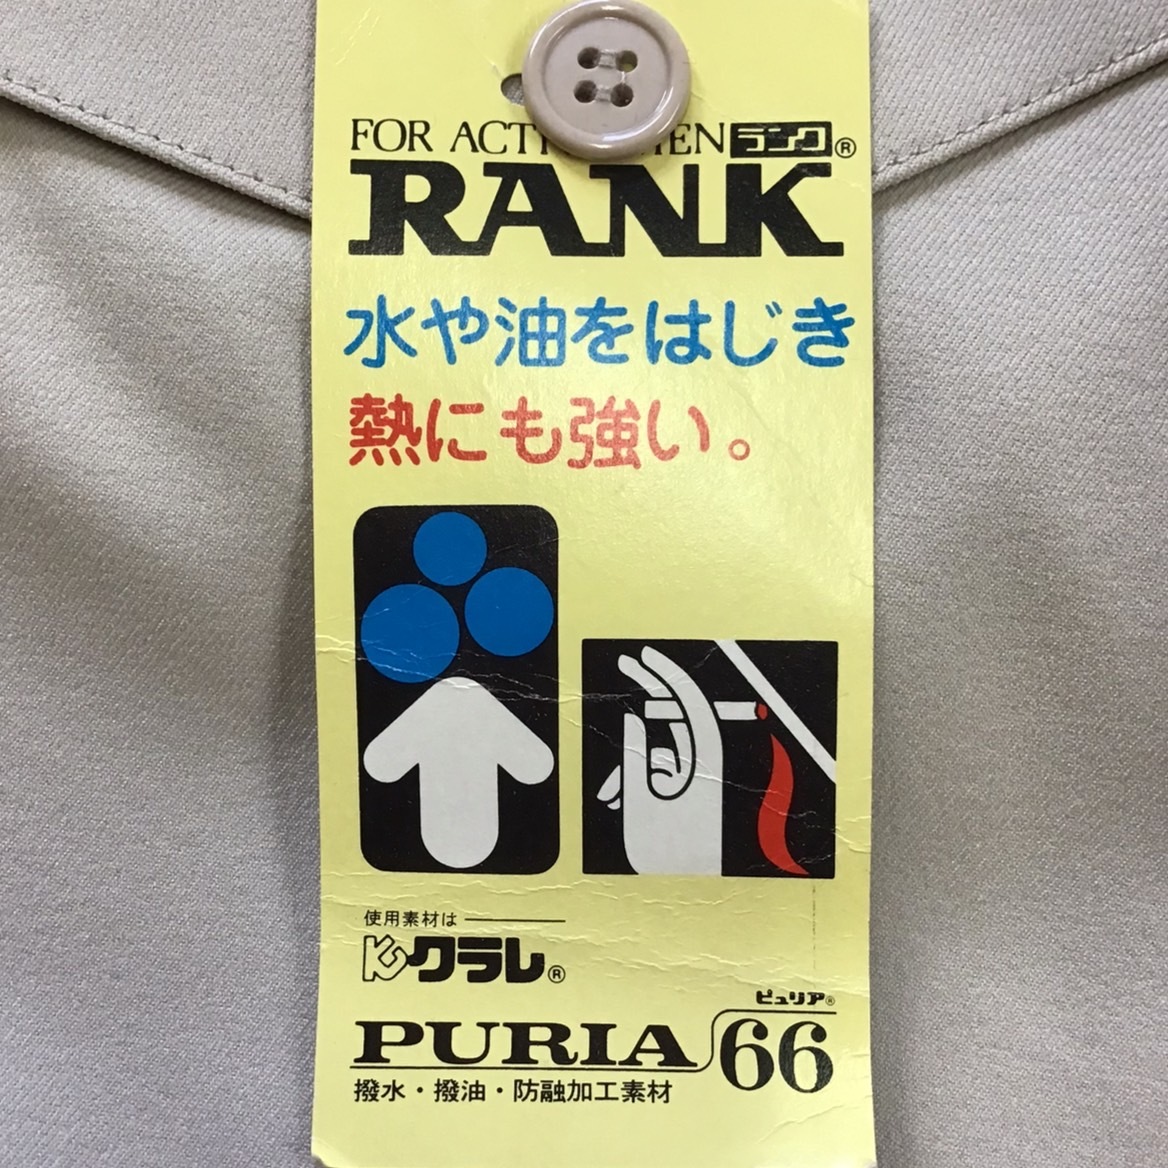 FOR ランク®
RANK
水や油をはじき
熱にも強い。
使用素材は
クラレ®
ピュリア®
PURIA 66
撥水・撥油・防融加工素材